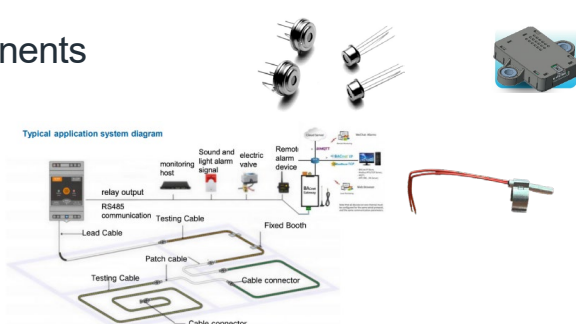 nents
Typical application system diagram
monitoring
host
Sound and
light alarm
signal
electric
valve
Remot
alarm
device
relay output
RS485
communication
Lead Cable
Testing Cable
Fixed Booth
Patch cable
Testing Cable
Cable connector
Cable connector